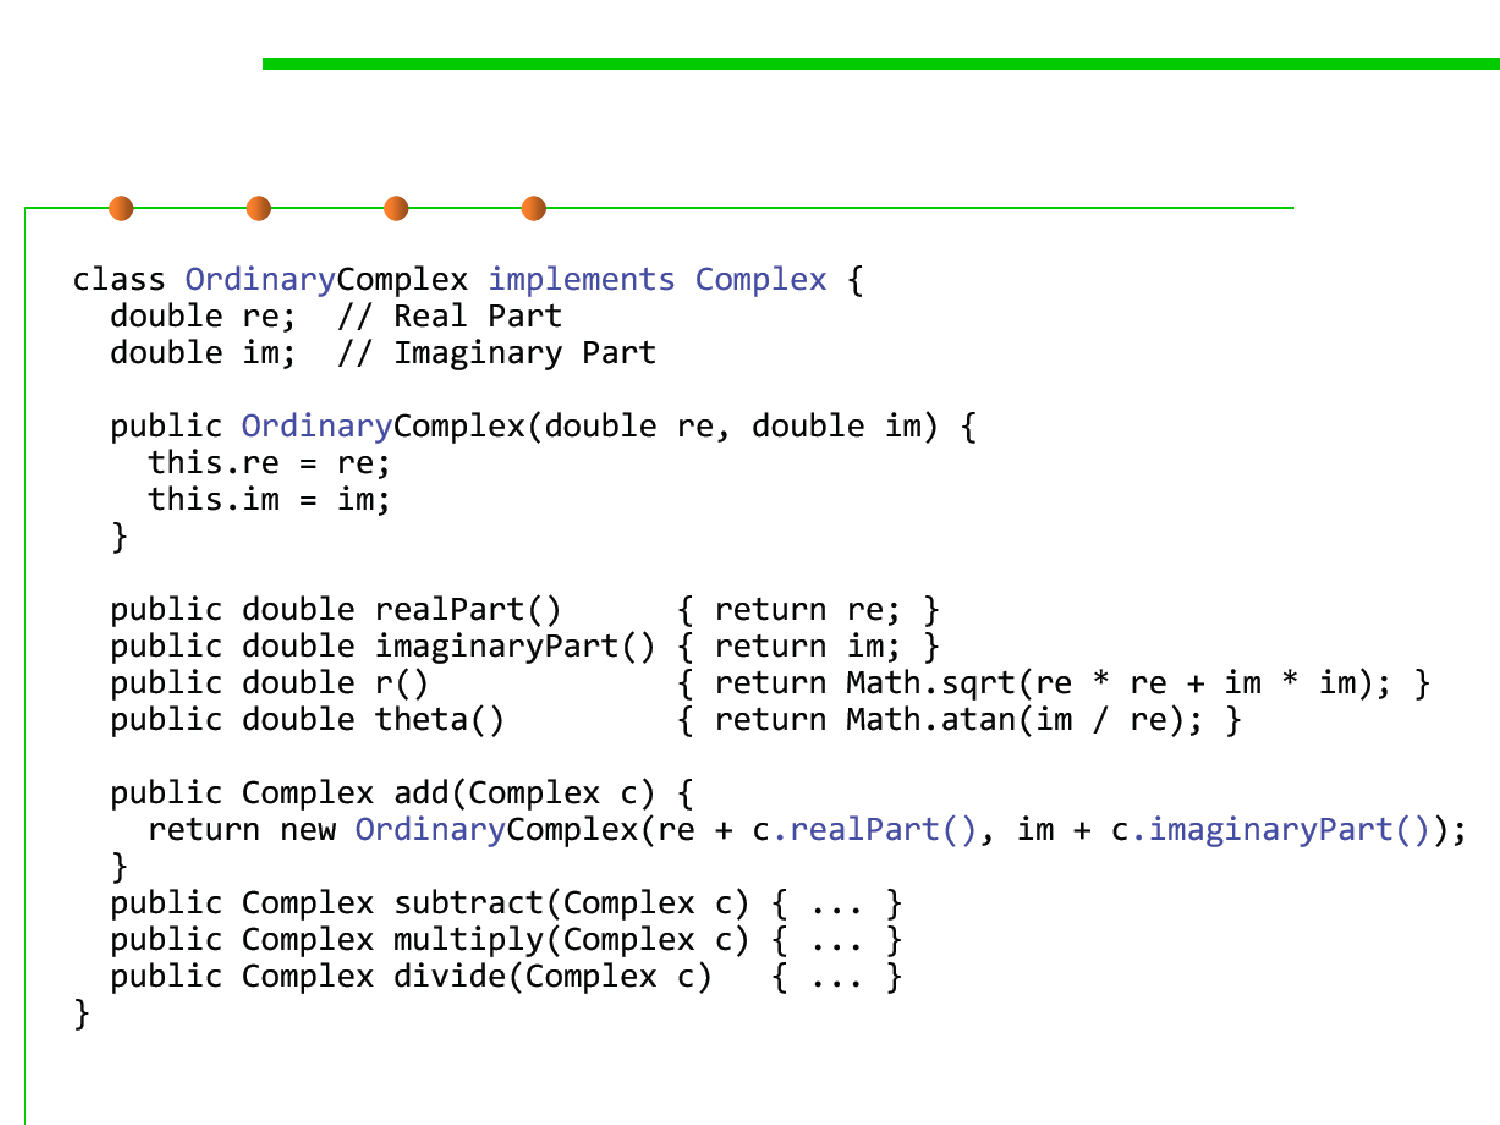 class OrdinaryComplex implements Complex {
  double re;  // Real Part
  double im;  // Imaginary Part
  public OrdinaryComplex(double re, double im) {
    this.re = re;
    this.im = im;
  }
  public double realPart()      { return re; }
  public double imaginaryPart() { return im; }
  public double r()             { return Math.sqrt(re * re + im * im); }
  public double theta()         { return Math.atan(im / re); }
  public Complex add(Complex c) {
    return new OrdinaryComplex(re + c.realPart(), im + c.imaginaryPart());
  }
  public Complex subtract(Complex c) { ... }
  public Complex multiply(Complex c) { ... }
  public Complex divide(Complex c)   { ... }
}